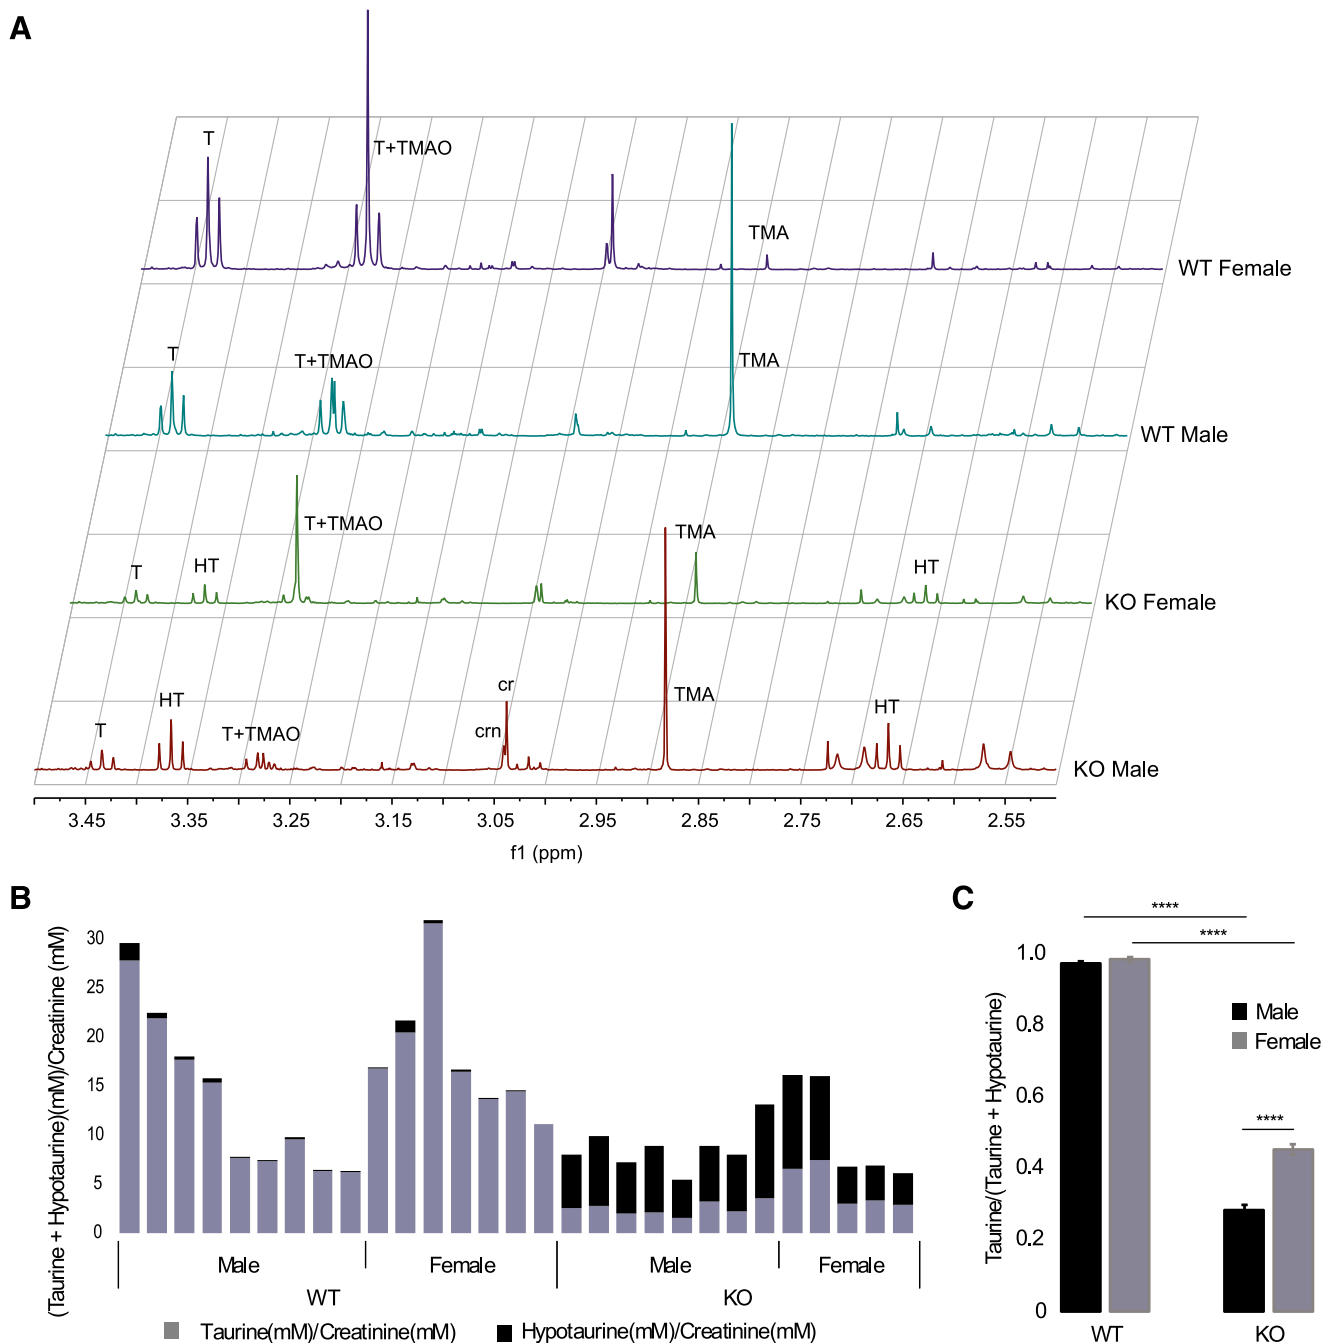 A
T
T+TMAO
TMA
WT Female
T
T+TMAO
TMA
WT Male
T
HT
T+TMAO
TMA
HT
KO Female
T
HT
T+TMAO
crn
cr
TMA
HT
KO Male
3.45 3.35 3.25 3.15 3.05 2.95 2.85 2.75 2.65 2.55
f1 (ppm)
B
(Taurine + Hypotaurine)(mM)/Creatinine (mM)
30
25
20
15
10
5
0
Male Female Male Female
WT KO
Taurine(mM)/Creatinine(mM) Hypotaurine(mM)/Creatinine(mM)
C
Taurine/(Taurine + Hypotaurine)
****
****
1.0
Male
0.8
Female
0.6
****
0.4
0.2
0
WT KO